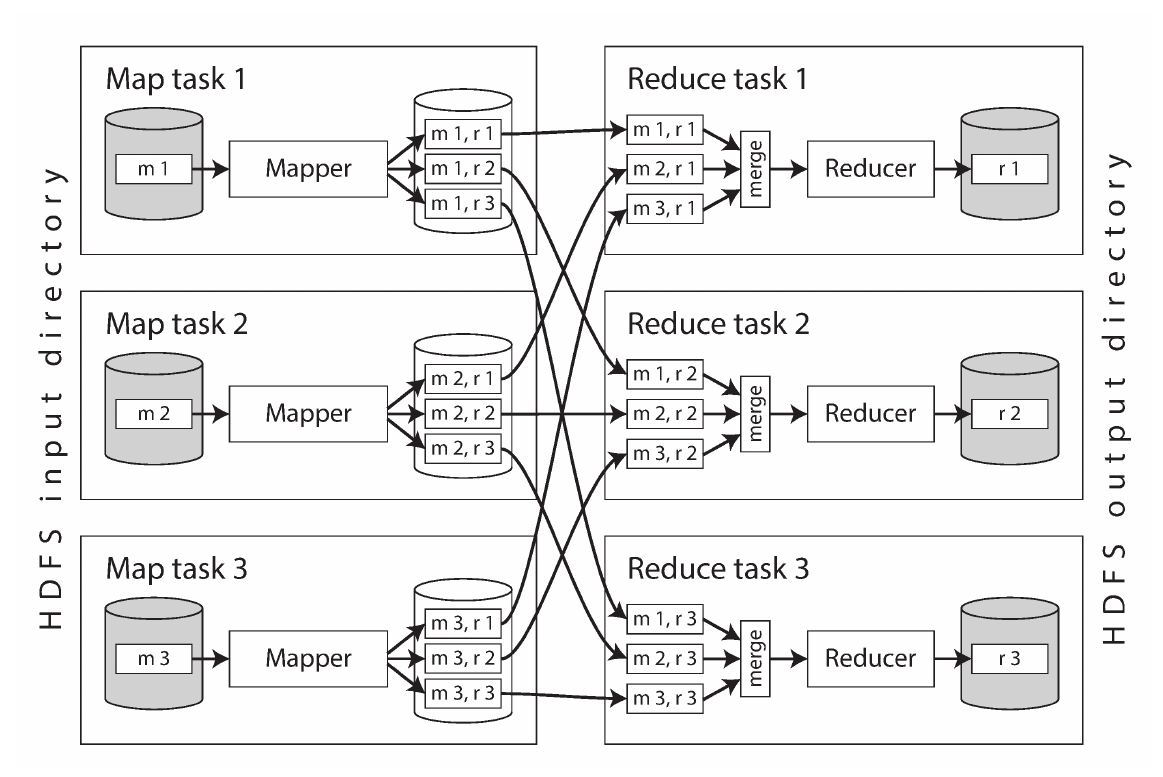 HDFS input directory
Map task 1
m 1
Mapper
m 1, r 1
m 1, r 2
m 1, r 3
Map task 2
m 2
Mapper
m 2, r 1
m 2, r 2
m 2, r 3
Map task 3
m 3
Mapper
m 3, r 1
m 3, r 2
m 3, r 3
Reduce task 1
m 1, r 1
m 2, r 1
m 3, r 1
merge
Reducer
r 1
Reduce task 2
m 1, r 2
m 2, r 2
m 3, r 2
merge
Reducer
r 2
Reduce task 3
m 1, r 3
m 2, r 3
m 3, r 3
merge
Reducer
r 3
HDFS output directory